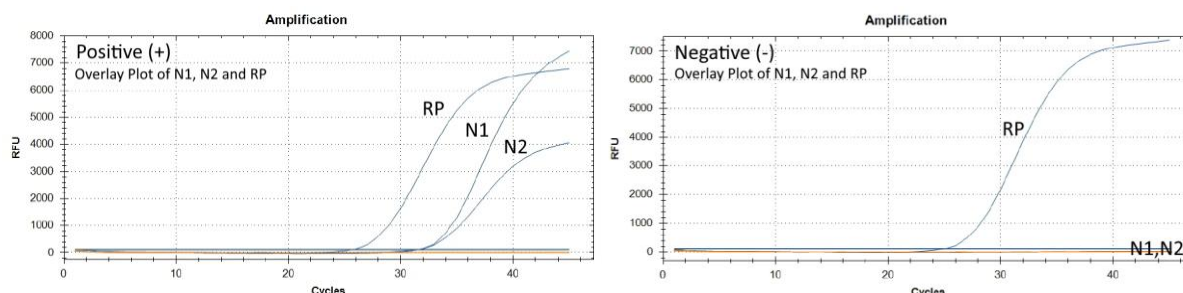 Amplification
Positive (+)
Overlay Plot of N1, N2 and RP
RP
N1
N2
RFU
8000
7000
6000
5000
4000
3000
2000
1000
0
0 10 20 30 40
Cycles
Amplification
Negative (-)
Overlay Plot of N1, N2 and RP
RP
N1,N2
RFU
7000
6000
5000
4000
3000
2000
1000
0
0 10 20 30 40
Cycles